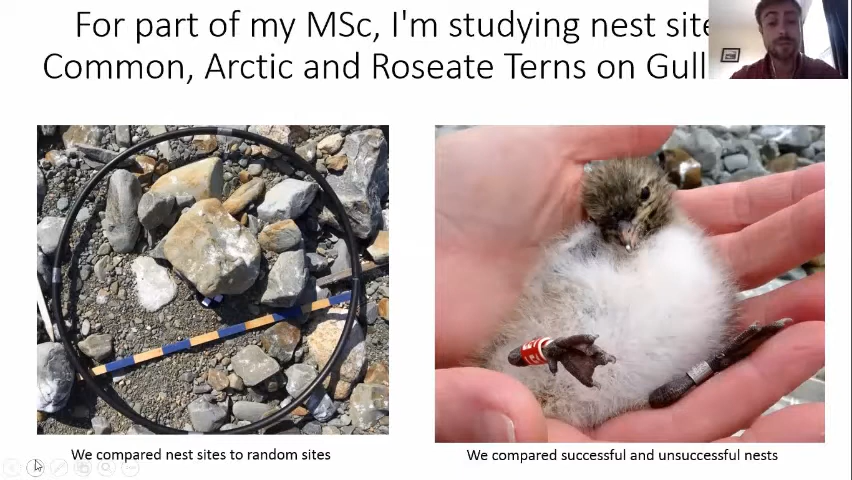 For part of my MSc, I'm studying nest site
Common, Arctic and Roseate Terns on Gull
We compared nest sites to random sites
We compared successful and unsuccessful nests